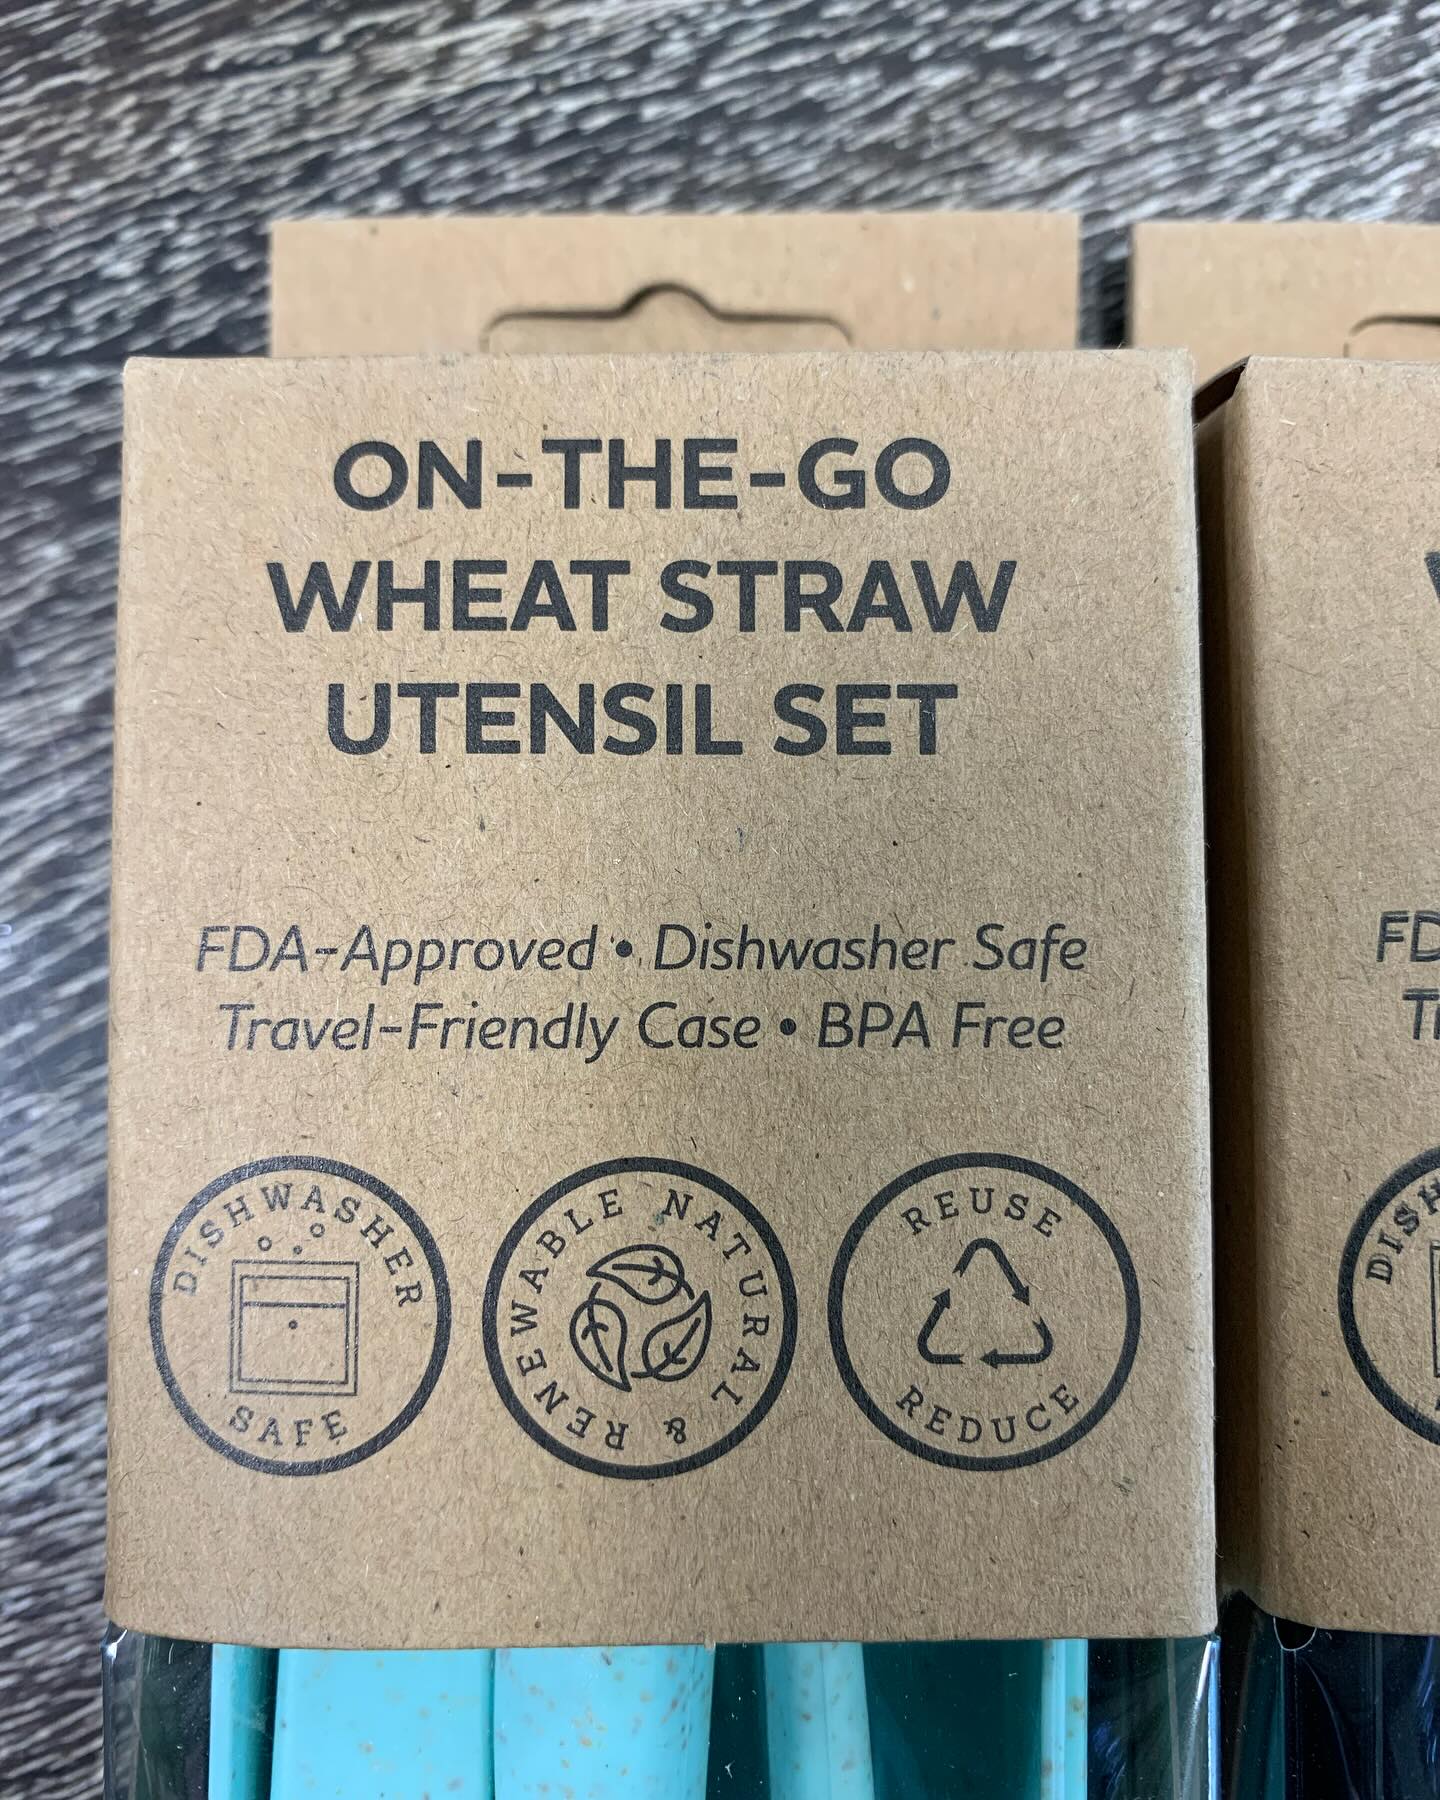 ON-THE-GO
WHEAT STRAW
UTENSIL SET
FDA-Approved • Dishwasher Safe
Travel-Friendly Case • BPA Free
DISHWASHER
SAFE
NATURAL & RENEWABLE
REUSE
REDUCE